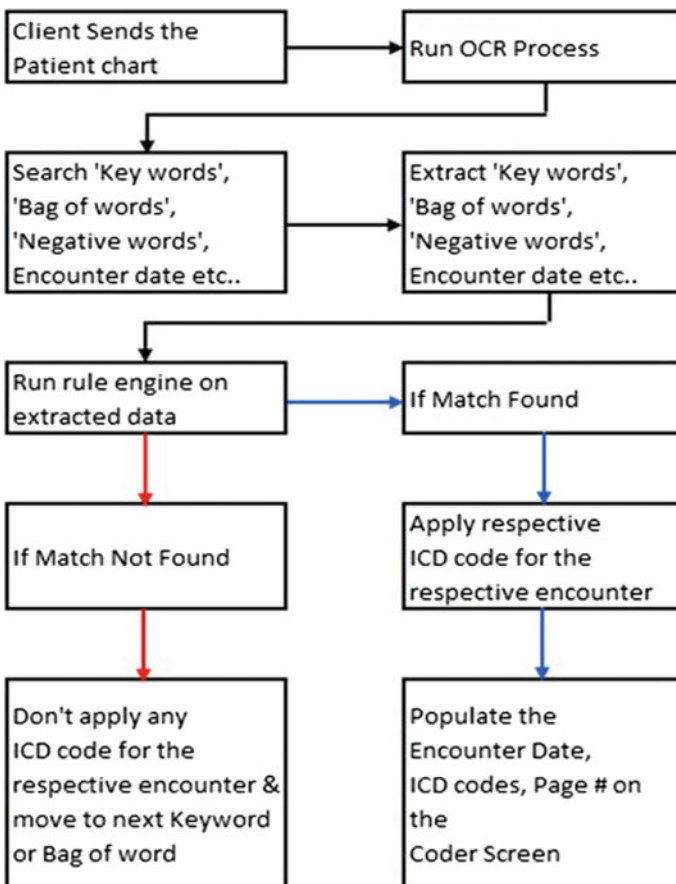 Client Sends the
Patient chart
Run OCR Process
Search 'Key words',
'Bag of words',
'Negative words',
Encounter date etc..
Extract 'Key words',
'Bag of words',
'Negative words',
Encounter date etc..
Run rule engine on
extracted data
If Match Found
If Match Not Found
Apply respective
ICD code for the
respective encounter
Don't apply any
ICD code for the
respective encounter &
move to next Keyword
or Bag of word
Populate the
Encounter Date,
ICD codes, Page # on
the
Coder Screen